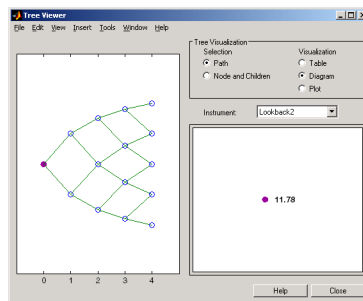 Tree Viewer
File Edit View Insert Tools Window Help
Tree Visualization
Selection
Path
Node and Children
Visualization
Table
Diagram
Plot
Instrument: Lookback2
11.78
0 1 2 3 4
Help Close